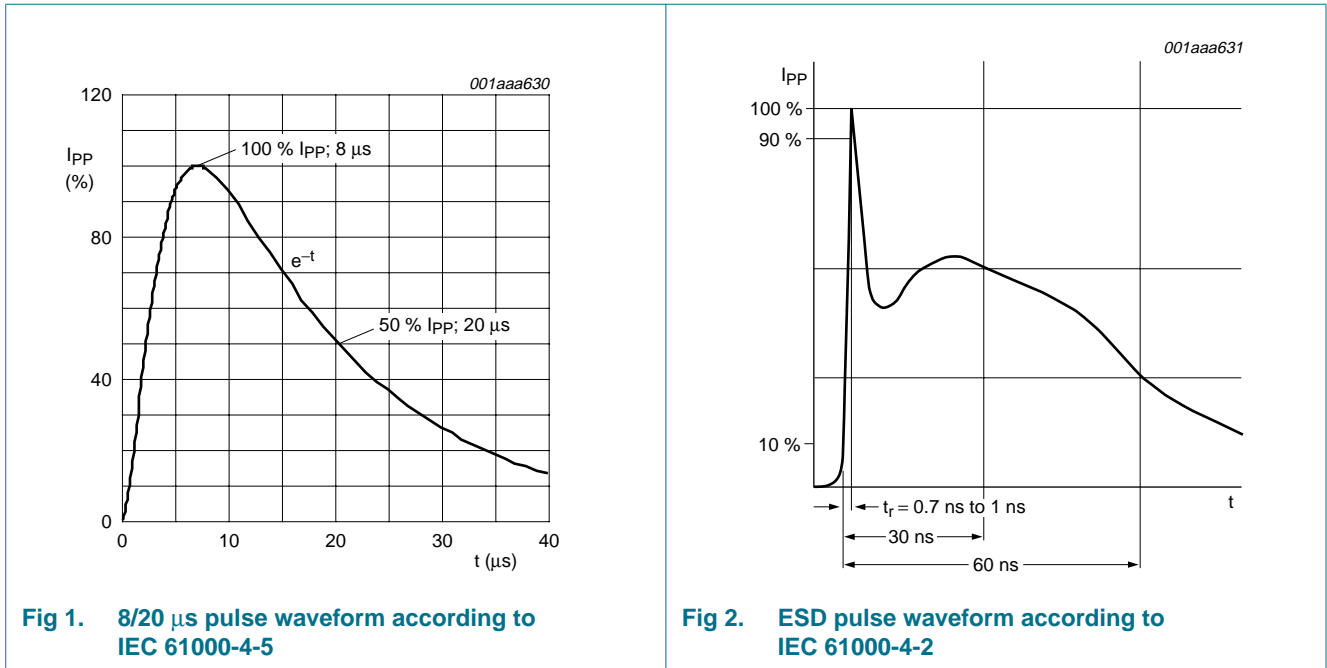 001aaa630
120
IPP
(%)
100 % IPP; 8 μs
80
e−t
50 % IPP; 20 μs
40
0
0 10 20 30 40
t (μs)
Fig 1. 8/20 μs pulse waveform according to
IEC 61000-4-5
001aaa631
IPP
100 %
90 %
10 %
t
tr = 0.7 ns to 1 ns
30 ns
60 ns
Fig 2. ESD pulse waveform according to
IEC 61000-4-2